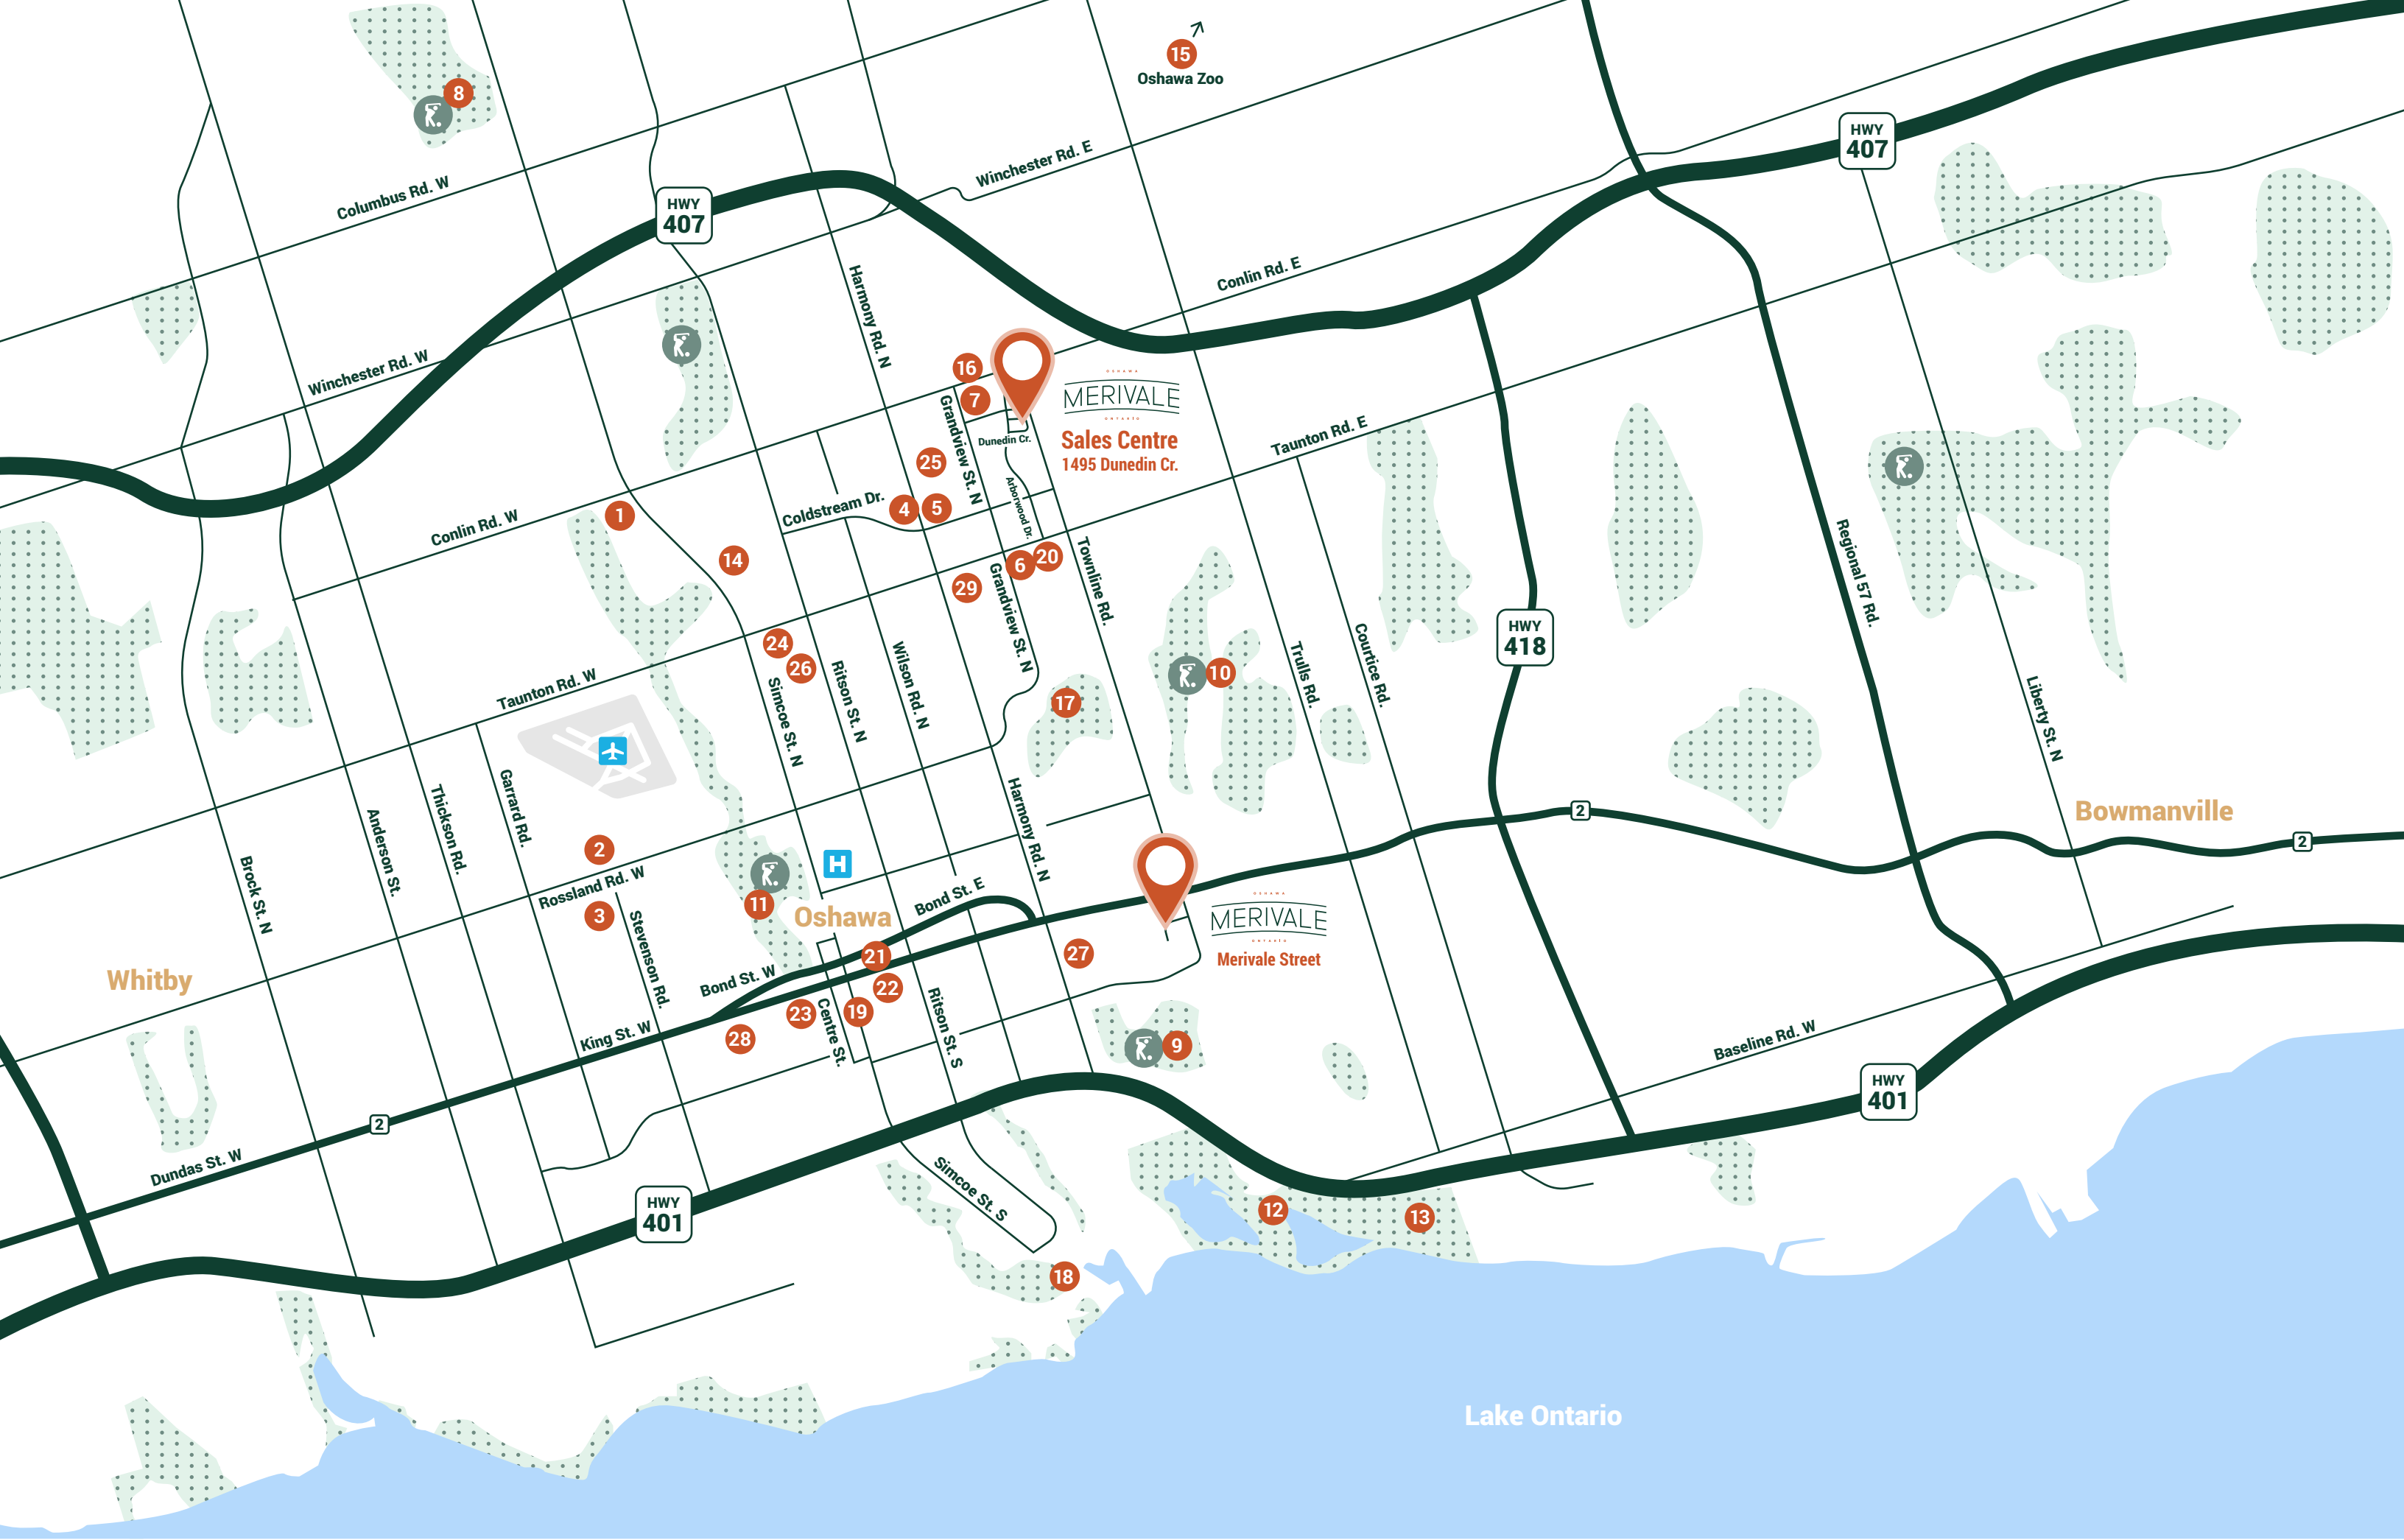 15
Oshawa Zoo
8
HWY
407
Winchester Rd. E
Columbus Rd. W
HWY
407
Conlin Rd. E
Harmony Rd. N
16
7
OSHAWA
MERIVALE
ONTARIO
Sales Centre
1495 Dunedin Cr.
Winchester Rd. W
Grandview St. N
Dunedin Cr.
Taunton Rd. E
25
Arborwood Dr.
Coldstream Dr.
4
5
1
Conlin Rd. W
14
6
20
29
Grandview St. N
Townline Rd.
Regional 57 Rd.
HWY
418
24
26
Simcoe St. N
Ritson St. N
Wilson Rd. N
17
10
Trulls Rd.
Courtice Rd.
Liberty St. N
Taunton Rd. W
Garrard Rd.
Thickson Rd.
Anderson St.
Brock St. N
Harmony Rd. N
2
Bowmanville
2
2
H
Rossland Rd. W
3
Stevenson Rd.
11
Oshawa
Bond St. E
OSHAWA
MERIVALE
ONTARIO
Merivale Street
21
27
22
Whitby
Bond St. W
23
19
Centre St.
Ritson St. S
28
King St. W
9
Baseline Rd. W
HWY
401
2
Dundas St. W
HWY
401
Simcoe St. S
12
13
18
Lake Ontario